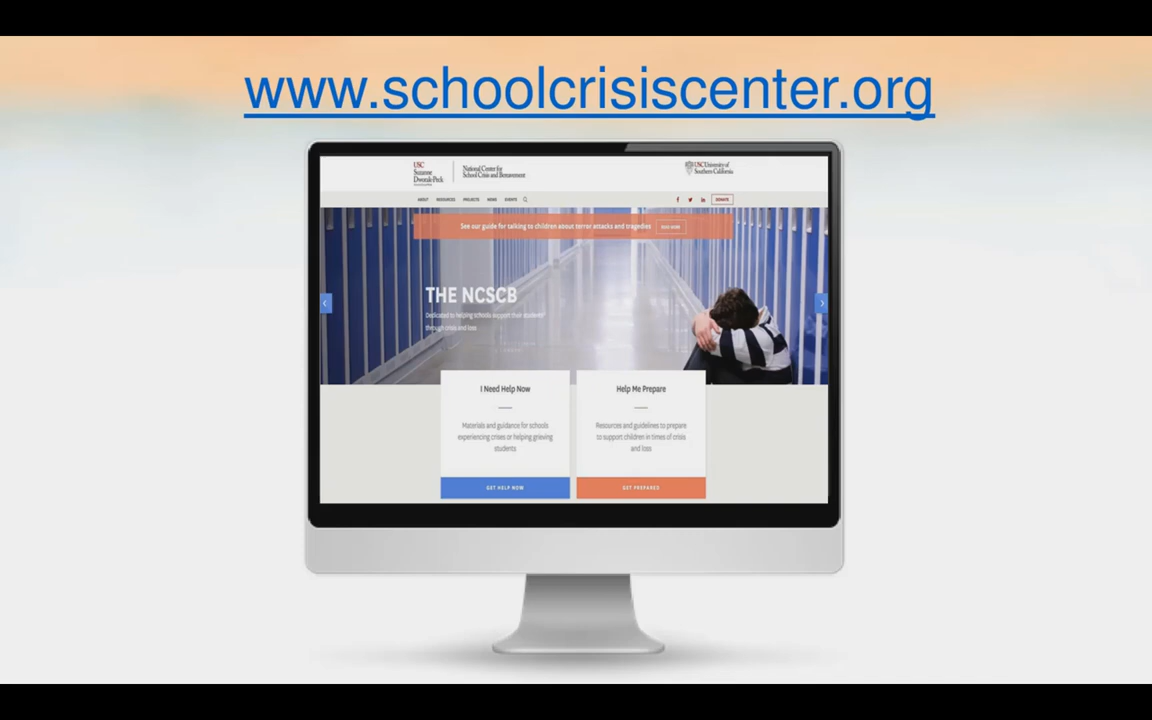 www.schoolcrisiscenter.org
USC
Suzanne
Dworak-Peck
National Center for
School Crisis and Bereavement
USC University of
Southern California
ABOUT RESOURCES PROJECTS NEWS EVENTS
DONATE
See our guide for talking to children about terror attacks and tragedies
READ MORE
THE NCSCB
Dedicated to helping schools support their students
through crisis and loss
I Need Help Now
Help Me Prepare
Materials and guidance for schools
experiencing crises or helping grieving
students
Resources and guidelines to prepare
to support children in times of crisis
and loss
GET HELP NOW
GET PREPARED